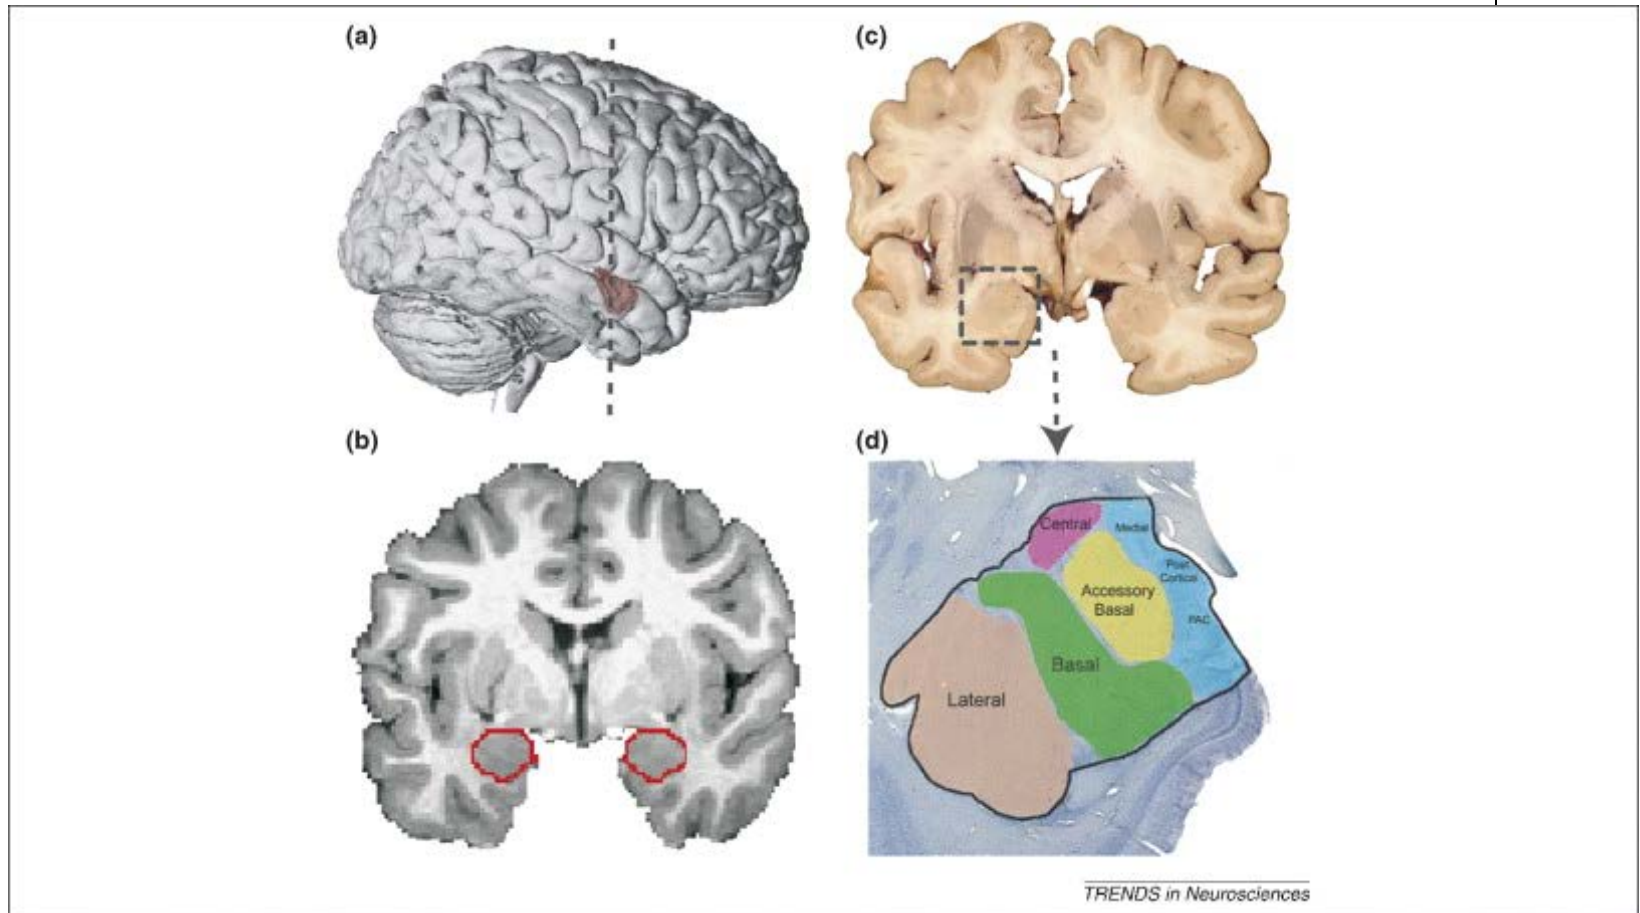 (a)
(c)
(b)
(d)
Central
Medial
Post
Cortical
Accessory
Basal
PAC
Basal
Lateral
TRENDS in Neurosciences